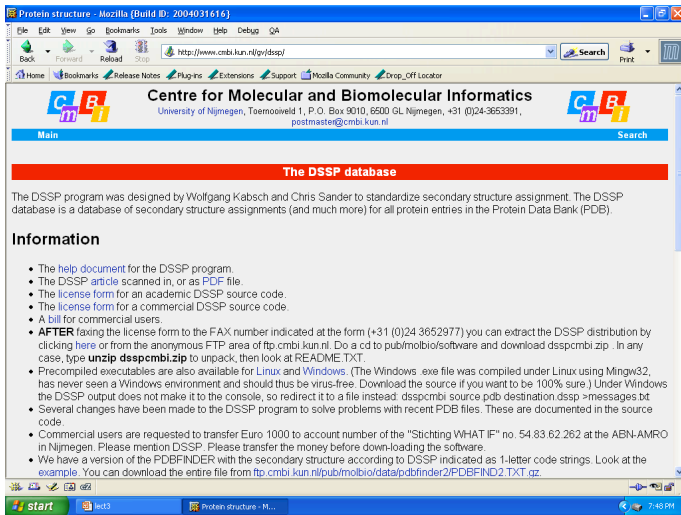 Protein structure - Mozilla {Build ID: 2004031616}
File Edit View Go Bookmarks Tools Window Help Debug QA
Back Forward Reload Stop http://www.cmbi.kun.nl/gv/dssp/ Search Print
Home Bookmarks Release Notes Plug-ins Extensions Support Mozilla Community Drop_Off Locator
CmBi Centre for Molecular and Biomolecular Informatics CmBi
University of Nijmegen, Toernooiveld 1, P.O. Box 9010, 6500 GL Nijmegen, +31 (0)24-3653391,
postmaster@cmbi.kun.nl
Main Search
The DSSP database
The DSSP program was designed by Wolfgang Kabsch and Chris Sander to standardize secondary structure assignment. The DSSP
database is a database of secondary structure assignments (and much more) for all protein entries in the Protein Data Bank (PDB).
Information
• The help document for the DSSP program.
• The DSSP article scanned in, or as PDF file.
• The license form for an academic DSSP source code.
• The license form for a commercial DSSP source code.
• A bill for commercial users.
• AFTER faxing the license form to the FAX number indicated at the form (+31 (0)24 3652977) you can extract the DSSP distribution by
clicking here or from the anonymous FTP area of ftp.cmbi.kun.nl. Do a cd to pub/molbio/software and download dsspcmbi.zip . In any
case, type unzip dsspcmbi.zip to unpack, then look at README.TXT.
• Precompiled executables are also available for Linux and Windows. (The Windows .exe file was compiled under Linux using Mingw32,
has never seen a Windows environment and should thus be virus-free. Download the source if you want to be 100% sure.) Under Windows
the DSSP output does not make it to the console, so redirect it to a file instead: dsspcmbi source.pdb destination.dssp >messages.txt
• Several changes have been made to the DSSP program to solve problems with recent PDB files. These are documented in the source
code.
• Commercial users are requested to transfer Euro 1000 to account number of the "Stichting WHAT IF" no. 54.83.62.262 at the ABN-AMRO
in Nijmegen. Please mention DSSP. Please transfer the money before down-loading the software.
• We have a version of the PDBFINDER with the secondary structure according to DSSP indicated as 1-letter code strings. Look at the
example. You can download the entire file from ftp.cmbi.kun.nl/pub/molbio/data/pdbfinder2/PDBFIND2.TXT.gz.
start lect3 Protein structure - M... 7:48 PM